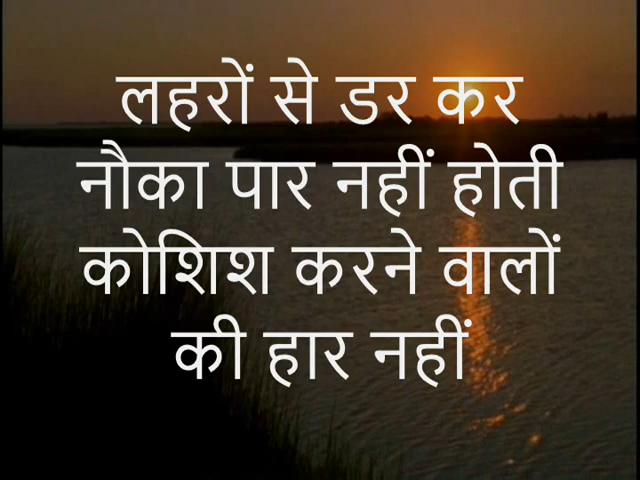 लहरों से डर कर
नौका पार नहीं होती
कोशिश करने वालों
की हार नहीं